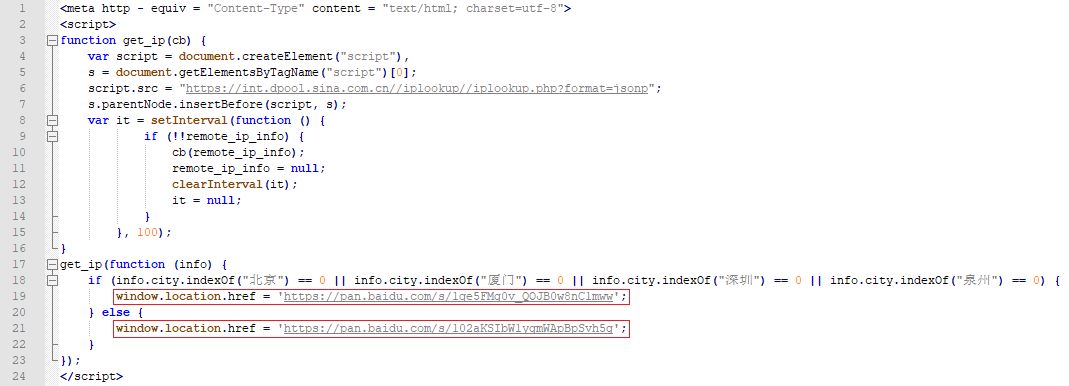 1 <meta http - equiv = "Content-Type" content = "text/html; charset=utf-8">
2 <script>
3 function get_ip(cb) {
4 var script = document.createElement("script"),
5 s = document.getElementsByTagName("script")[0];
6 script.src = "https://int.dpool.sina.com.cn//iplookup//iplookup.php?format=jsonp";
7 s.parentNode.insertBefore(script, s);
8 var it = setInterval(function () {
9 if (!!remote_ip_info) {
10 cb(remote_ip_info);
11 remote_ip_info = null;
12 clearInterval(it);
13 it = null;
14 }
15 }, 100);
16 }
17 get_ip(function (info) {
18 if (info.city.indexOf("北京") == 0 || info.city.indexOf("厦门") == 0 || info.city.indexOf("深圳") == 0 || info.city.indexOf("泉州") == 0) {
19 window.location.href = 'https://pan.baidu.com/s/1qe5FMq0v_QOJB0w8nClmww';
20 } else {
21 window.location.href = 'https://pan.baidu.com/s/102aKSIbWlyqmWApBpSvh5g';
22 }
23 });
24 </script>